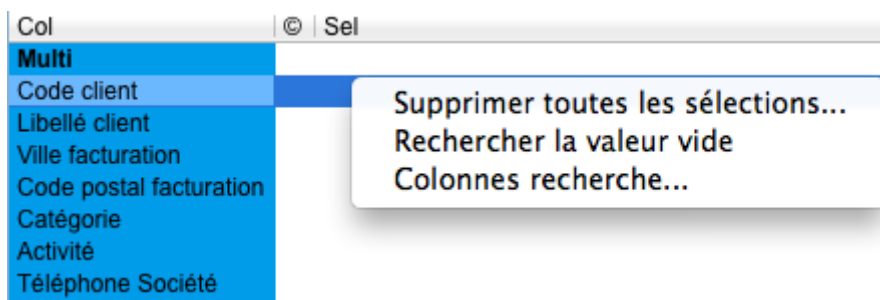 Col © Sel
Multi
Code client
Libellé client
Ville facturation
Code postal facturation
Catégorie
Activité
Téléphone Société
Supprimer toutes les sélections...
Rechercher la valeur vide
Colonnes recherche...